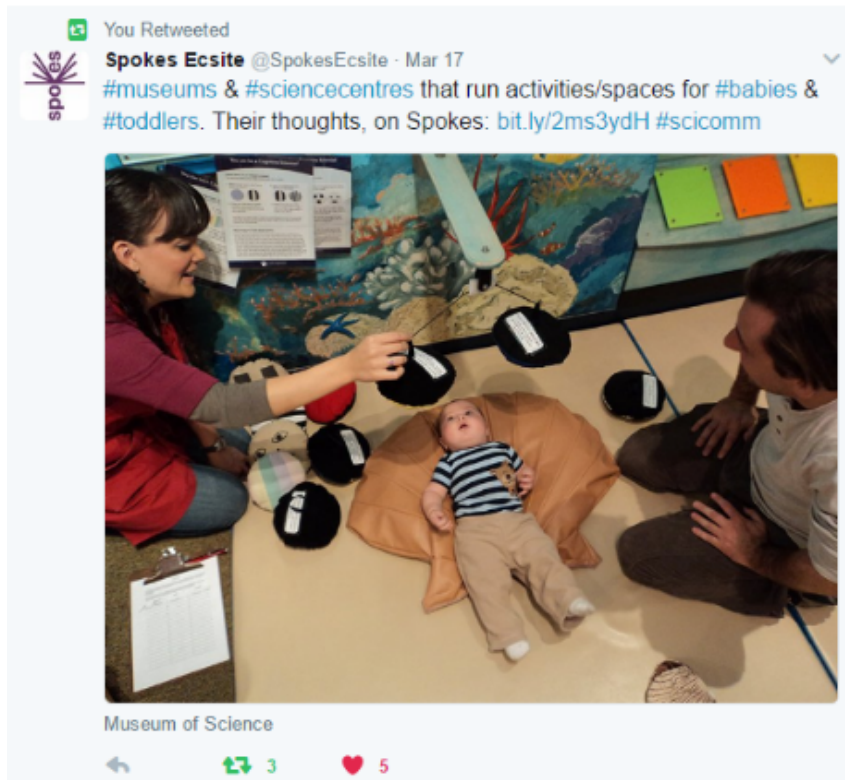 You Retweeted
spokes
Spokes Ecsite @SpokesEcsite · Mar 17
#museums & #sciencecentres that run activities/spaces for #babies &
#toddlers. Their thoughts, on Spokes: bit.ly/2ms3ydH #scicomm
Museum of Science
3
5